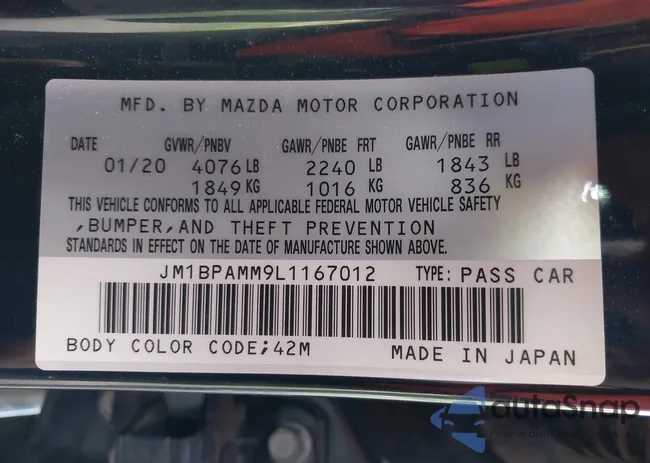 MFD. BY MAZDA MOTOR CORPORATION
DATE GVWR/PNBV GAWR/PNBE FRT GAWR/PNBE RR
01/20 4076 LB 2240 LB 1843 LB
1849 KG 1016 KG 836 KG
THIS VEHICLE CONFORMS TO ALL APPLICABLE FEDERAL MOTOR VEHICLE SAFETY
,BUMPER,AND THEFT PREVENTION
STANDARDS IN EFFECT ON THE DATE OF MANUFACTURE SHOWN ABOVE.
JM1BPAMM9L1167012 TYPE: PASS CAR
BODY COLOR CODE;42M MADE IN JAPAN
autoSnap